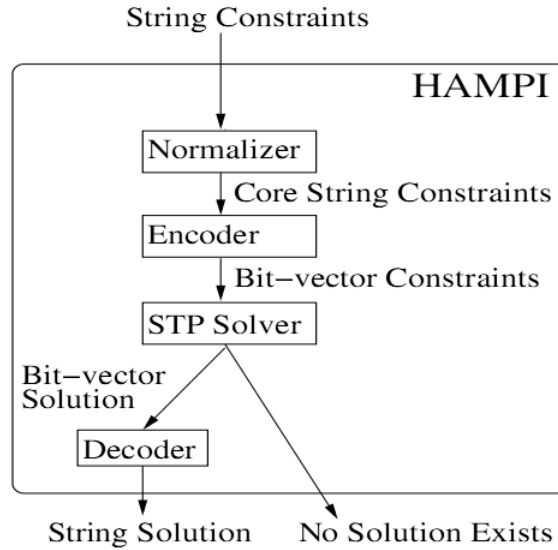 String Constraints
HAMPI
Normalizer
Core String Constraints
Encoder
Bit−vector Constraints
STP Solver
Bit−vector
Solution
Decoder
String Solution
No Solution Exists